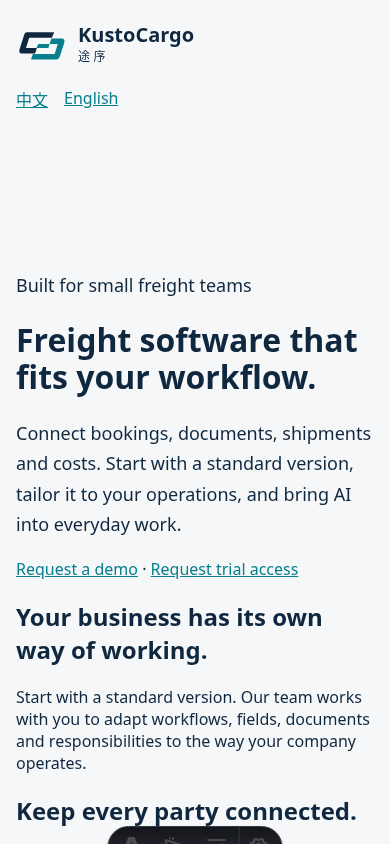 KustoCargo
途序
中文 English
Built for small freight teams
Freight software that
fits your workflow.
Connect bookings, documents, shipments
and costs. Start with a standard version,
tailor it to your operations, and bring AI
into everyday work.
Request a demo · Request trial access
Your business has its own
way of working.
Start with a standard version. Our team works
with you to adapt workflows, fields, documents
and responsibilities to the way your company
operates.
Keep every party connected.